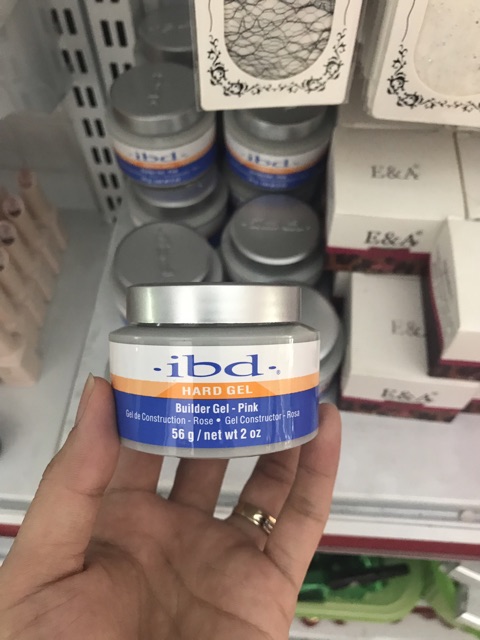 ·ibd·
HARD GEL
Builder Gel - Pink
Gel de Construction - Rose • Gel Constructor - Rosa
56 g / net wt 2 oz
·ibd·
·ibd·
E&A
E&A
E&A